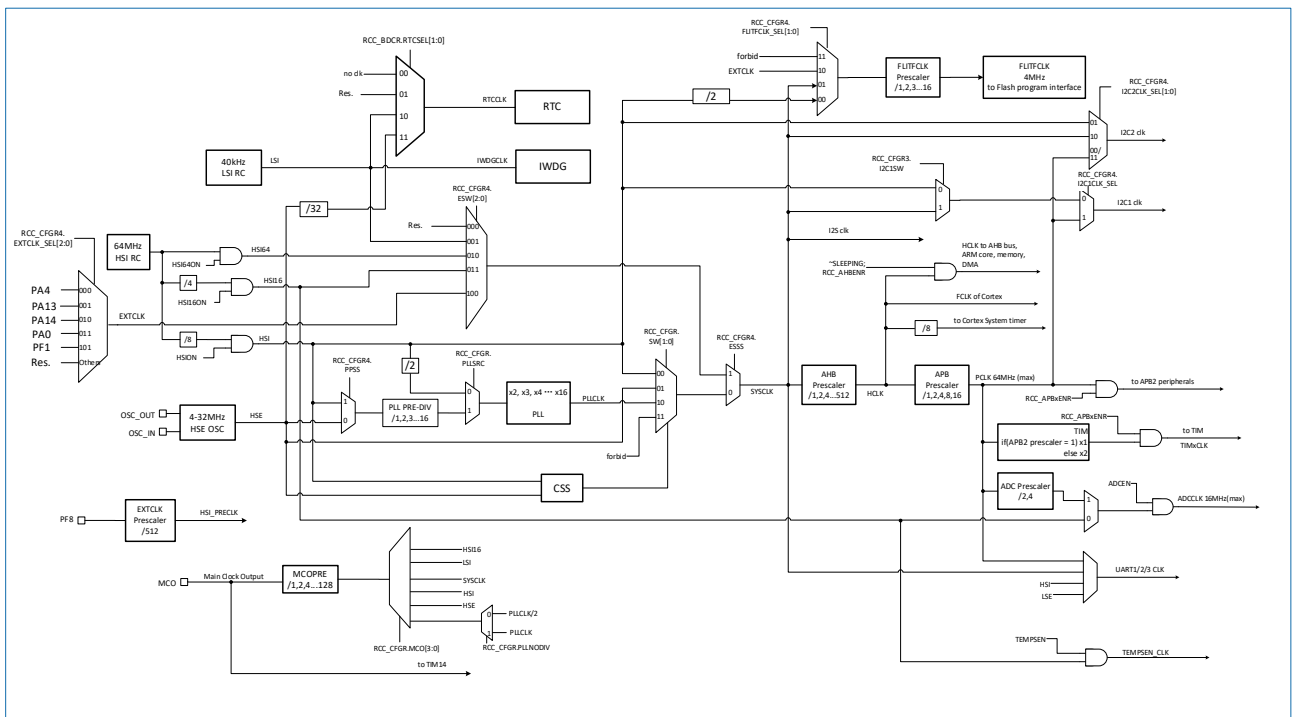 RCC_CFGR4.
FLITFCLK_SEL[1:0]
RCC_BDCR.RTCSEL[1:0]
no clk
00
Res.
01
10
11
RTCCLK
RTC
forbid
11
EXTCLK
10
01
00
/2
FLITFCLK
Prescaler
/1,2,3...16
FLITFCLK
4MHz
to Flash program interface
RCC_CFGR4.
I2C2CLK_SEL[1:0]
01
10
00/
11
I2C2 clk
40kHz
LSI RC
LSI
IWDGCLK
IWDG
RCC_CFGR3.
I2C1SW
0
1
RCC_CFGR4.
I2C1CLK_SEL
0
1
I2C1 clk
/32
RCC_CFGR4.
ESW[2:0]
Res.
000
001
010
011
100
I2S clk
RCC_CFGR4.
EXTCLK_SEL[2:0]
64MHz
HSI RC
HSI64
HSI64ON
/4
HSI16
HSI16ON
PA4
000
PA13
001
PA14
010
PA0
011
PF1
101
Res.
Others
EXTCLK
/8
HSI
HSION
~SLEEPING;
RCC_AHBENR
HCLK to AHB bus,
ARM core, memory,
DMA
FCLK of Cortex
/8
to Cortex System timer
RCC_CFGR4.
PPSS
1
0
/2
RCC_CFGR.
PLLSRC
0
1
RCC_CFGR.
SW[1:0]
00
01
10
11
forbid
RCC_CFGR4.
ESSS
1
0
SYSCLK
AHB
Prescaler
/1,2,4...512
HCLK
APB
Prescaler
/1,2,4,8,16
PCLK 64MHz (max)
RCC_APBxENR
to APB2 peripherals
OSC_OUT
OSC_IN
4-32MHz
HSE OSC
HSE
PLL PRE-DIV
/1,2,3...16
x2, x3, x4 ··· x16
PLL
PLLCLK
RCC_APBxENR
TIM
if(APB2 prescaler = 1) x1
else x2
to TIM
TIMxCLK
CSS
ADC Prescaler
/2,4
1
0
ADCEN
ADCCLK 16MHz(max)
PF8
EXTCLK
Prescaler
/512
HSI_PRECLK
MCO
Main Clock Output
MCOPRE
/1,2,4...128
HSI16
LSI
SYSCLK
HSI
HSE
0
PLLCLK/2
1
PLLCLK
RCC_CFGR.MCO[3:0]
RCC_CFGR.PLLNODIV
to TIM14
HSI
LSE
UART1/2/3 CLK
TEMPSEN
TEMPSEN_CLK